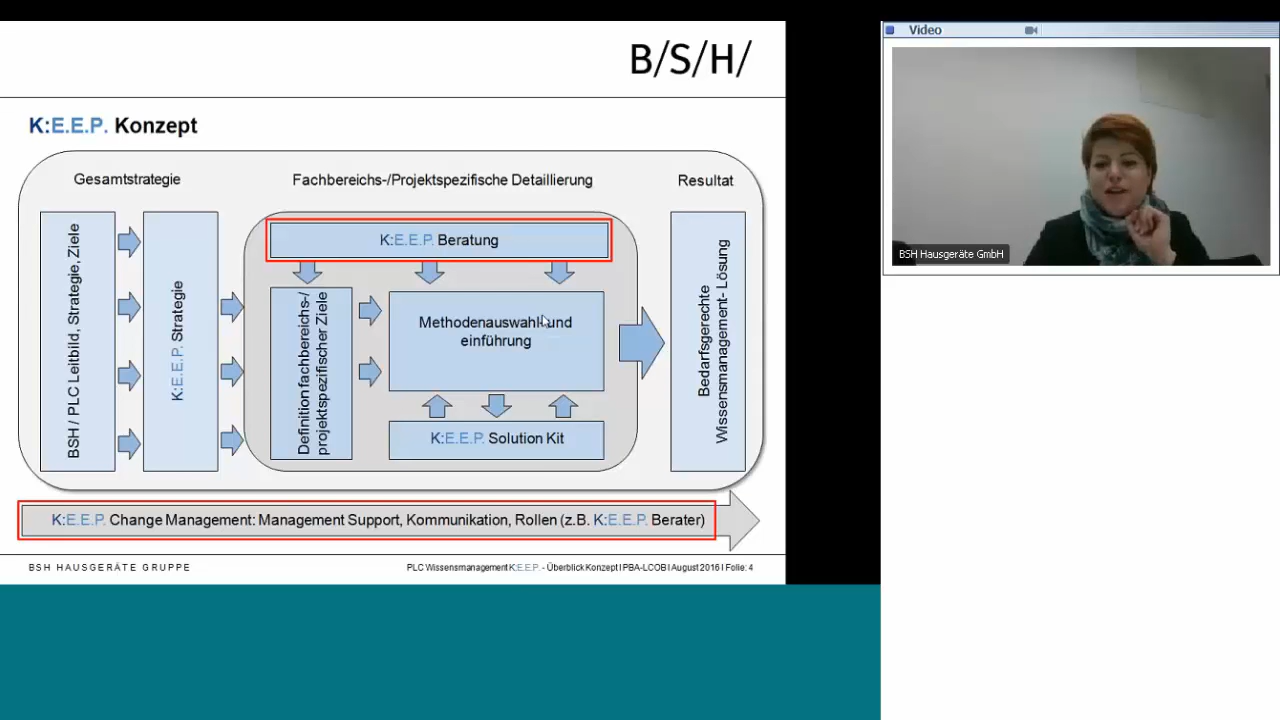 B/S/H/
K:E.E.P. Konzept
Gesamtstrategie
Fachbereichs-/Projektspezifische Detaillierung
Resultat
BSH / PLC Leitbild, Strategie, Ziele
K:E.E.P. Strategie
K:E.E.P. Beratung
Definition fachbereichs-/
projektspezifischer Ziele
Methodenauswahl und
einführung
K:E.E.P. Solution Kit
Bedarfsgerechte
Wissensmanagement- Lösung
K:E.E.P. Change Management: Management Support, Kommunikation, Rollen (z.B. K:E.E.P. Berater)
BSH HAUSGERÄTE GRUPPE
PLC Wissensmanagement K:E.E.P. - Überblick Konzept I PBA-LCOB I August 2016 I Folie: 4
Video
BSH Hausgeräte GmbH